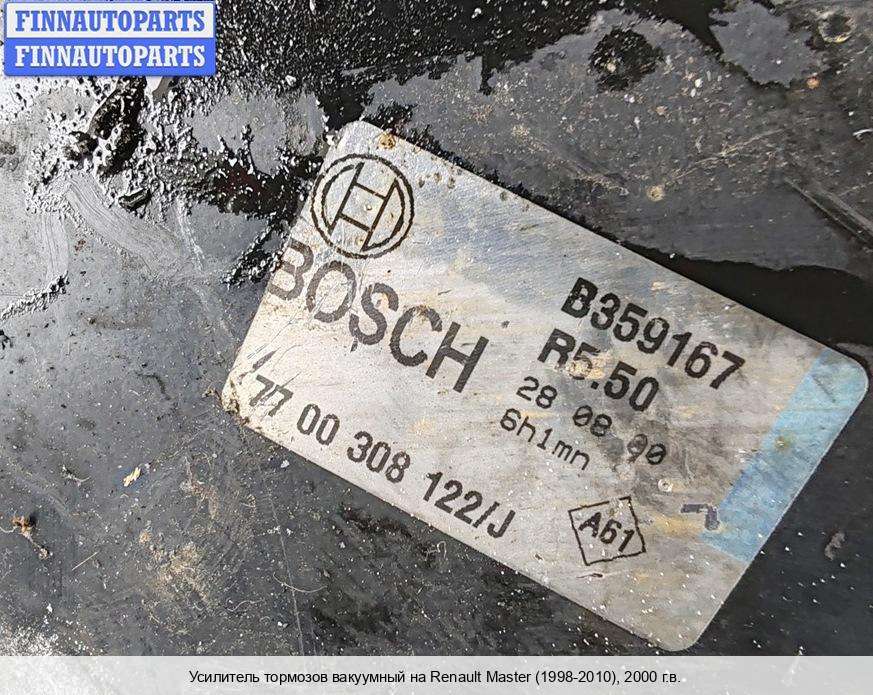 FINNAUTOPARTS
FINNAUTOPARTS
BOSCH
B359167
R5.50
28 08 00
6h1mn
77 00 308 122/J
A61
Усилитель тормозов вакуумный на Renault Master (1998-2010), 2000 г.в.